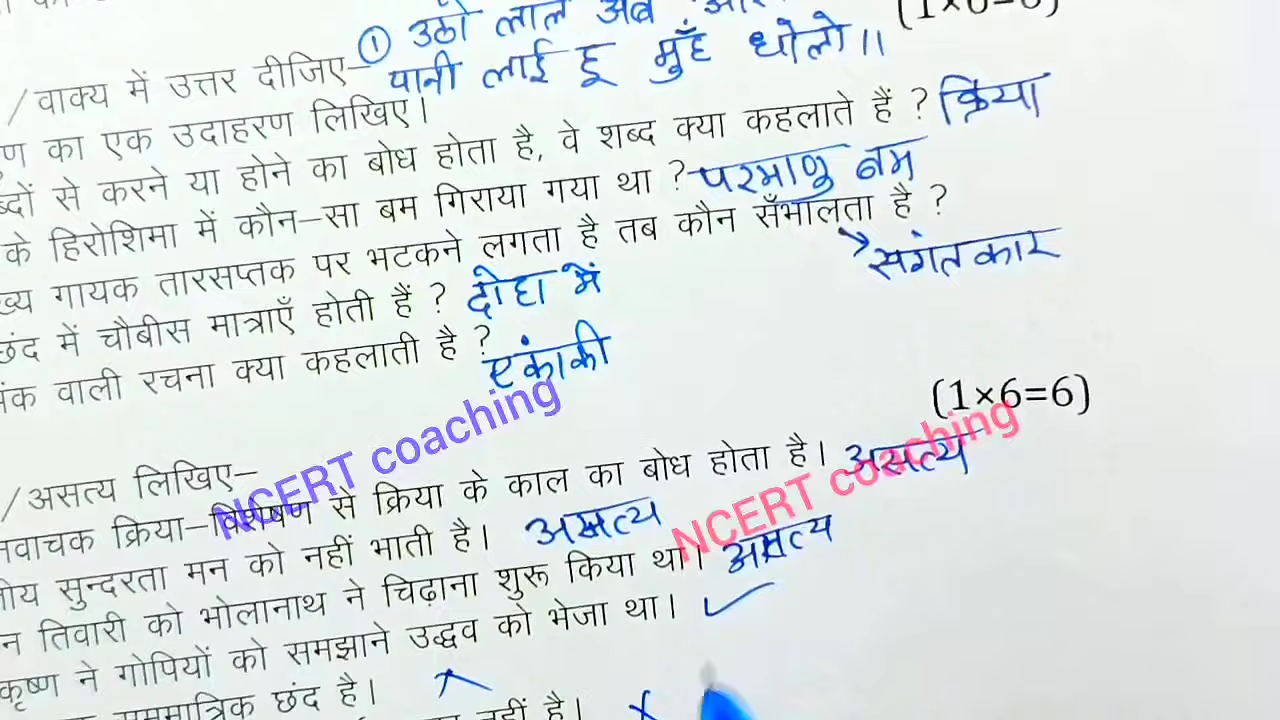 ① उठो लाल अब
(1×6=6)
/वाक्य में उत्तर दीजिए– पानी लाई हू मुँह धोलो॥
का एक उदाहरण लिखिए।
ब्दों से करने या होने का बोध होता है, वे शब्द क्या कहलाते हैं ? क्रिया
के हिरोशिमा में कौन–सा बम गिराया गया था ? परमाणु बम
ख्य गायक तारसप्तक पर भटकने लगता है तब कौन सँभालता है ?
→ संगतकार
छंद में चौबीस मात्राएँ होती हैं ? दोहा में
अंक वाली रचना क्या कहलाती है ? एकांकी
(1×6=6)
/असत्य लिखिए–
वाचक क्रिया–विशेषण से क्रिया के काल का बोध होता है। असत्य
सुन्दरता मन को नहीं भाती है। असत्य
न तिवारी को भोलानाथ ने चिढ़ाना शुरू किया था। असत्य
कृष्ण ने गोपियों को समझाने उद्धव को भेजा था। ✓
सममात्रिक छंद है।
नहीं है।
NCERT coaching
NCERT coaching